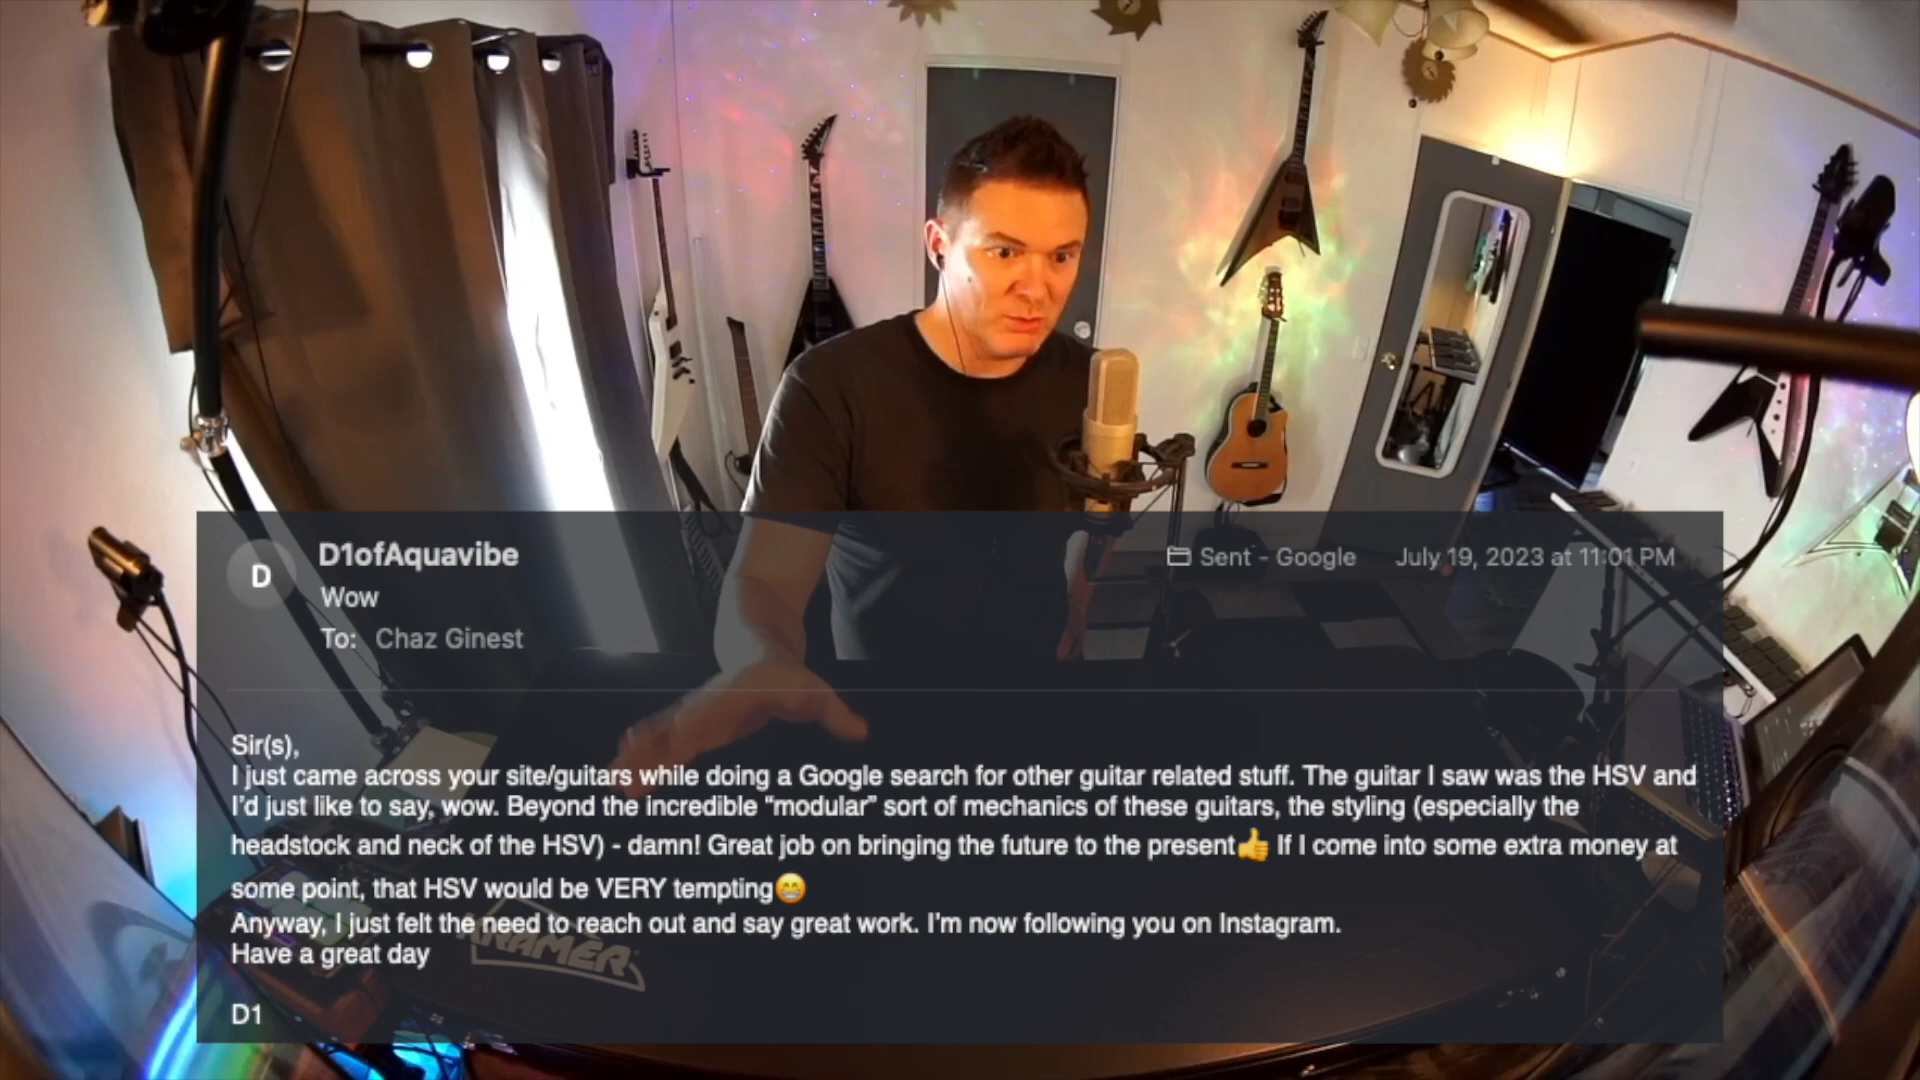 D
D1ofAquavibe
Sent - Google July 19, 2023 at 11:01 PM
Wow
To: Chaz Ginest
Sir(s),
I just came across your site/guitars while doing a Google search for other guitar related stuff. The guitar I saw was the HSV and
I'd just like to say, wow. Beyond the incredible “modular” sort of mechanics of these guitars, the styling (especially the
headstock and neck of the HSV) - damn! Great job on bringing the future to the present👍 If I come into some extra money at
some point, that HSV would be VERY tempting😁
Anyway, I just felt the need to reach out and say great work. I'm now following you on Instagram.
Have a great day
KRAMER
D1